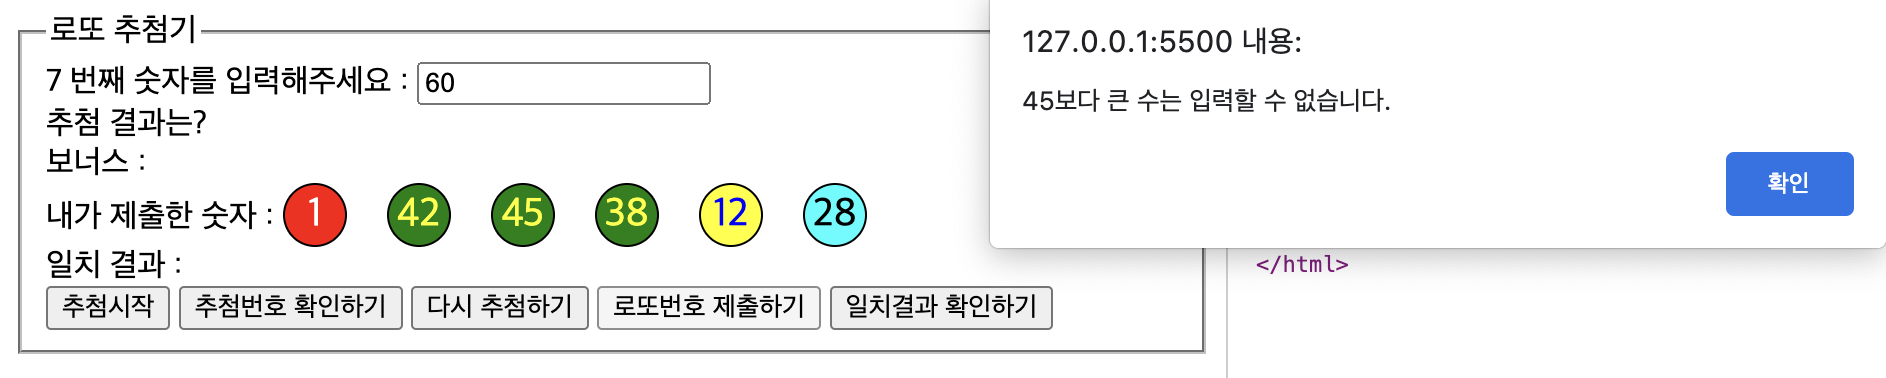 로또 추첨기
7 번째 숫자를 입력해주세요 : 60
추첨 결과는?
보너스 :
내가 제출한 숫자 : 1 42 45 38 12 28
일치 결과 :
추첨시작 추첨번호 확인하기 다시 추첨하기 로또번호 제출하기 일치결과 확인하기
127.0.0.1:5500 내용:
45보다 큰 수는 입력할 수 없습니다.
확인
</html>